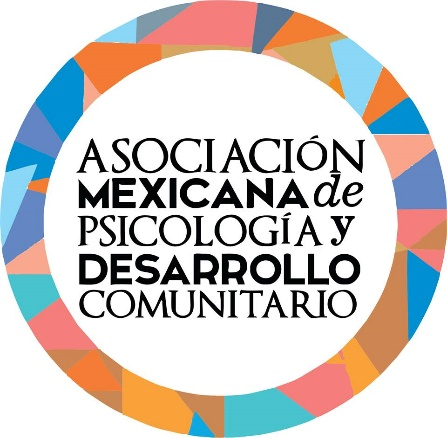 ASOCIACIÓN
MEXICANA de
PSICOLOGÍA y
DESARROLLO
COMUNITARIO